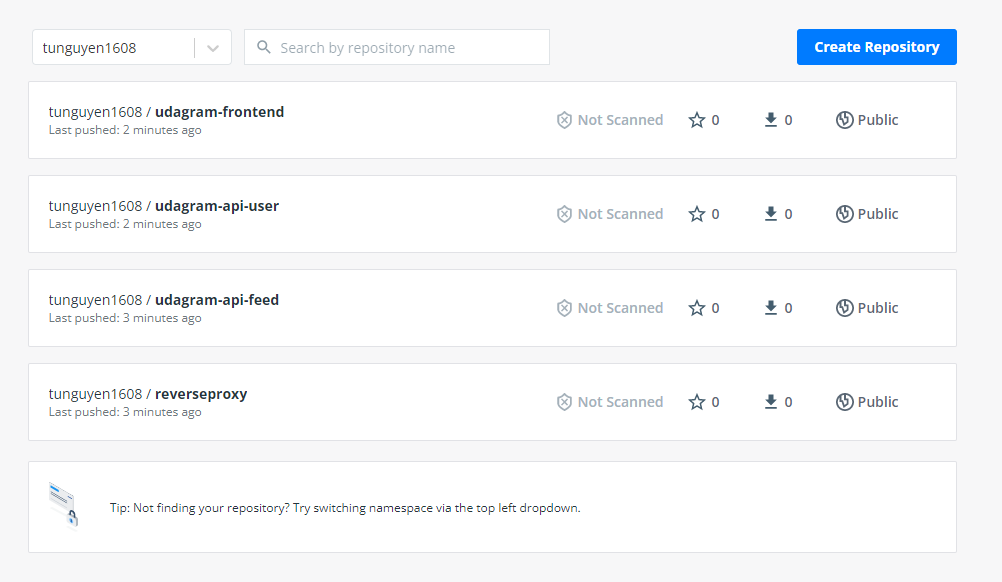 tunguyen1608
Search by repository name
Create Repository
tunguyen1608 / udagram-frontend
Last pushed: 2 minutes ago
Not Scanned
0
0
Public
tunguyen1608 / udagram-api-user
Last pushed: 2 minutes ago
Not Scanned
0
0
Public
tunguyen1608 / udagram-api-feed
Last pushed: 3 minutes ago
Not Scanned
0
0
Public
tunguyen1608 / reverseproxy
Last pushed: 3 minutes ago
Not Scanned
0
0
Public
Tip: Not finding your repository? Try switching namespace via the top left dropdown.